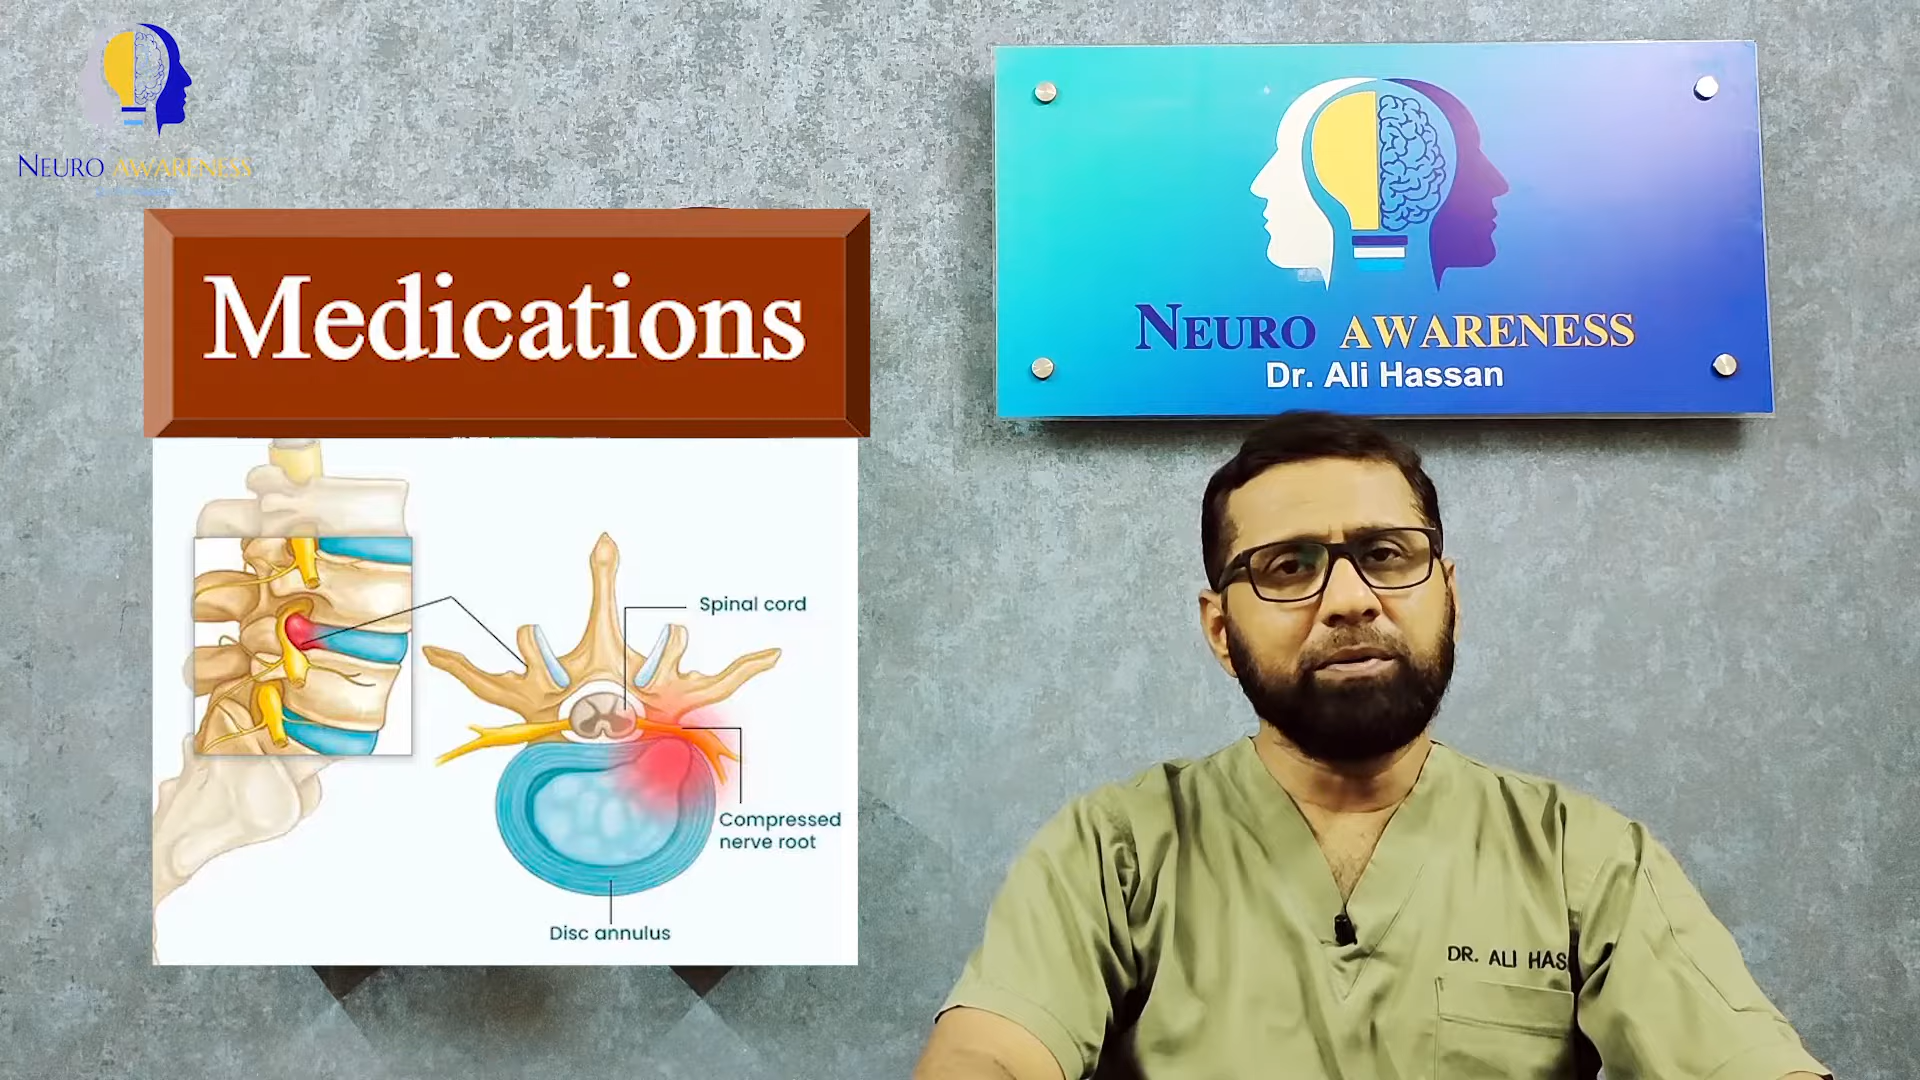 NEURO AWARENESS
Medications
Spinal cord
Compressed
nerve root
Disc annulus
NEURO AWARENESS
Dr. Ali Hassan
DR. ALI HAS